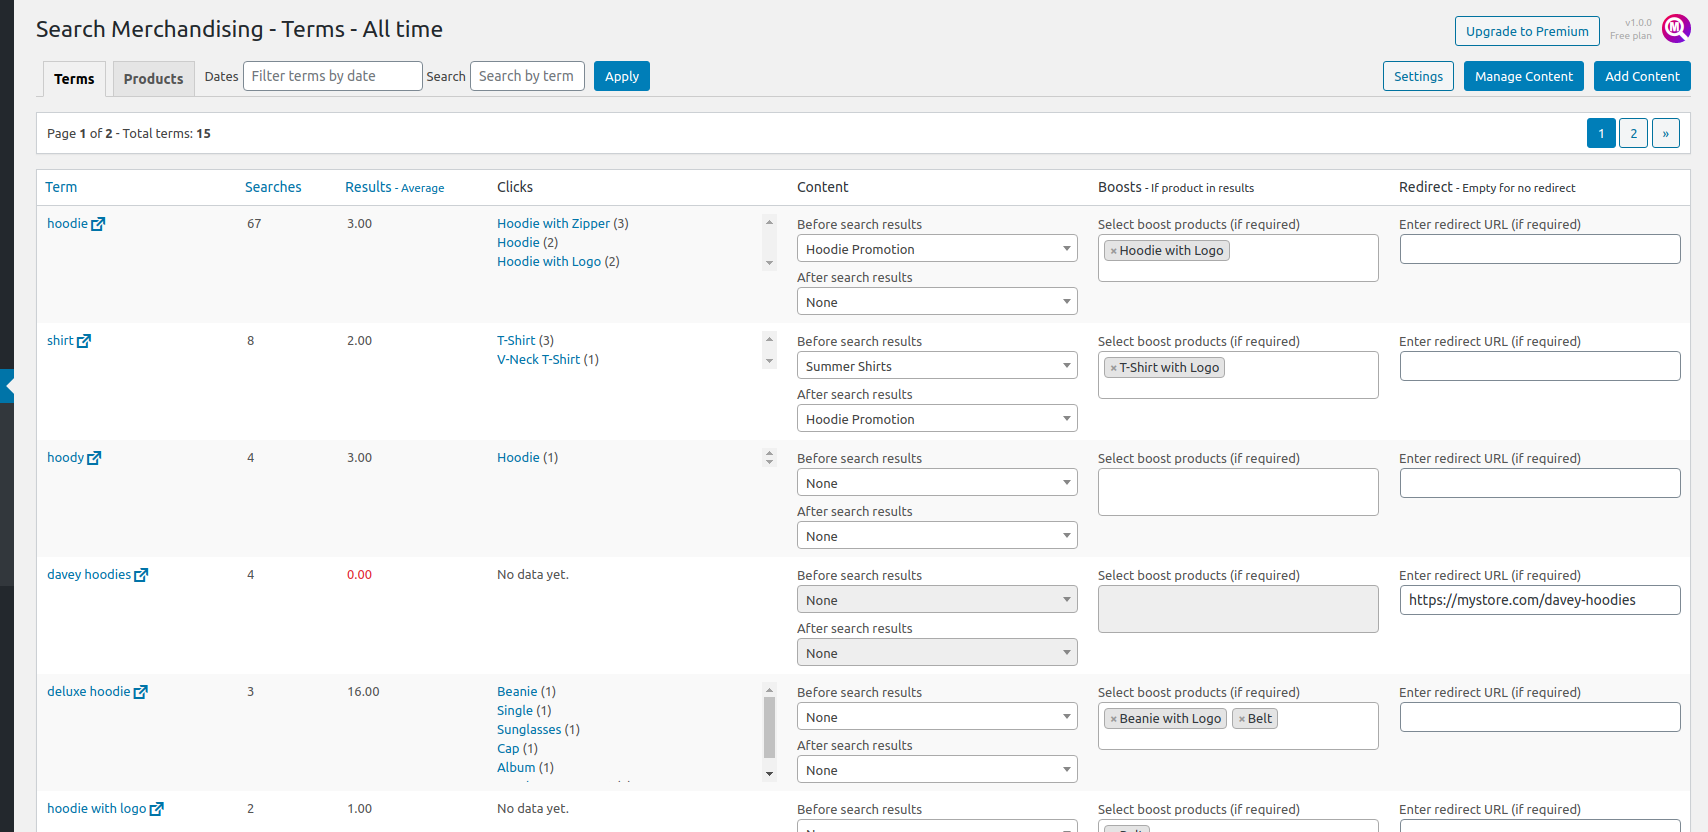 Search Merchandising - Terms - All time
Upgrade to Premium
v1.0.0
Free plan
M
Terms
Products
Dates
Filter terms by date
Search
Search by term
Apply
Settings
Manage Content
Add Content
Page 1 of 2 - Total terms: 15
1
2
»
Term
Searches
Results - Average
Clicks
Content
Boosts - If product in results
Redirect - Empty for no redirect
hoodie
67
3.00
Hoodie with Zipper (3)
Hoodie (2)
Hoodie with Logo (2)
Before search results
Hoodie Promotion
After search results
None
Select boost products (if required)
× Hoodie with Logo
Enter redirect URL (if required)
shirt
8
2.00
T-Shirt (3)
V-Neck T-Shirt (1)
Before search results
Summer Shirts
After search results
Hoodie Promotion
Select boost products (if required)
× T-Shirt with Logo
Enter redirect URL (if required)
hoody
4
3.00
Hoodie (1)
Before search results
None
After search results
None
Select boost products (if required)
Enter redirect URL (if required)
davey hoodies
4
0.00
No data yet.
Before search results
None
After search results
None
Select boost products (if required)
Enter redirect URL (if required)
https://mystore.com/davey-hoodies
deluxe hoodie
3
16.00
Beanie (1)
Single (1)
Sunglasses (1)
Cap (1)
Album (1)
Before search results
None
After search results
None
Select boost products (if required)
× Beanie with Logo × Belt
Enter redirect URL (if required)
hoodie with logo
2
1.00
No data yet.
Before search results
Select boost products (if required)
Enter redirect URL (if required)